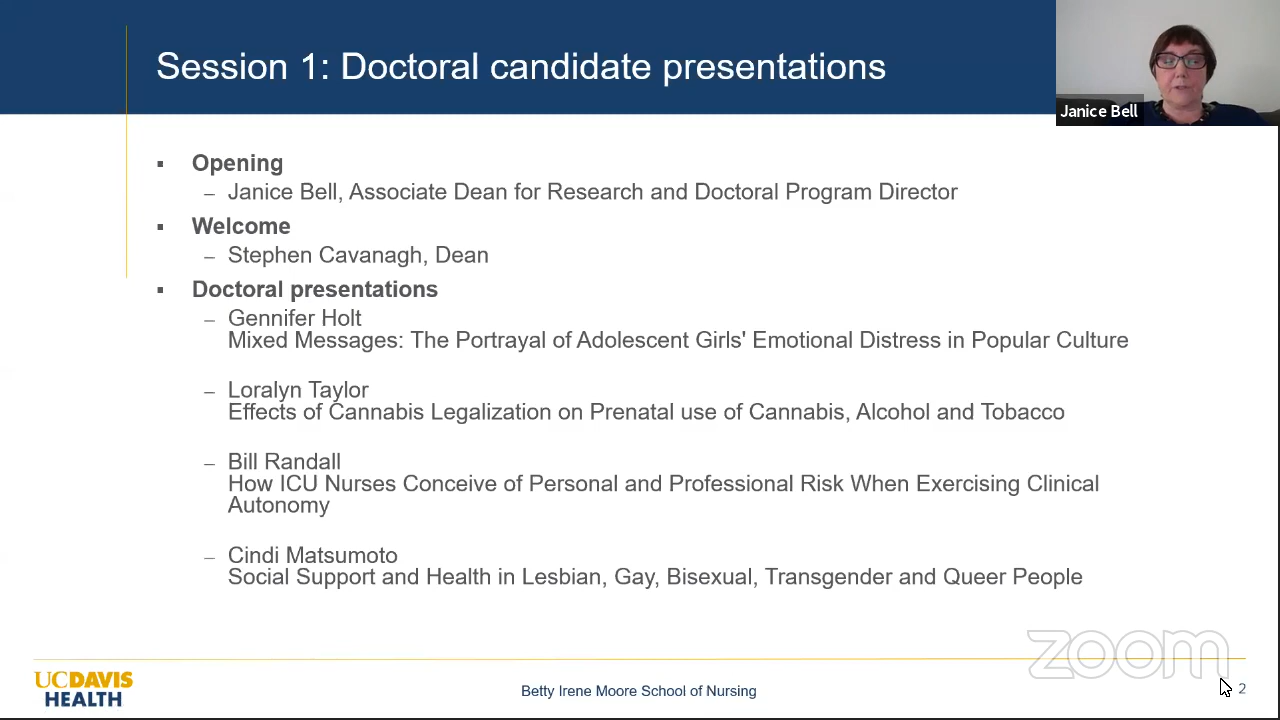 Session 1: Doctoral candidate presentations
Janice Bell
▪ Opening
– Janice Bell, Associate Dean for Research and Doctoral Program Director
▪ Welcome
– Stephen Cavanagh, Dean
▪ Doctoral presentations
– Gennifer Holt
Mixed Messages: The Portrayal of Adolescent Girls' Emotional Distress in Popular Culture
– Loralyn Taylor
Effects of Cannabis Legalization on Prenatal use of Cannabis, Alcohol and Tobacco
– Bill Randall
How ICU Nurses Conceive of Personal and Professional Risk When Exercising Clinical
Autonomy
– Cindi Matsumoto
Social Support and Health in Lesbian, Gay, Bisexual, Transgender and Queer People
zoom
UCDAVIS
HEALTH
Betty Irene Moore School of Nursing
2